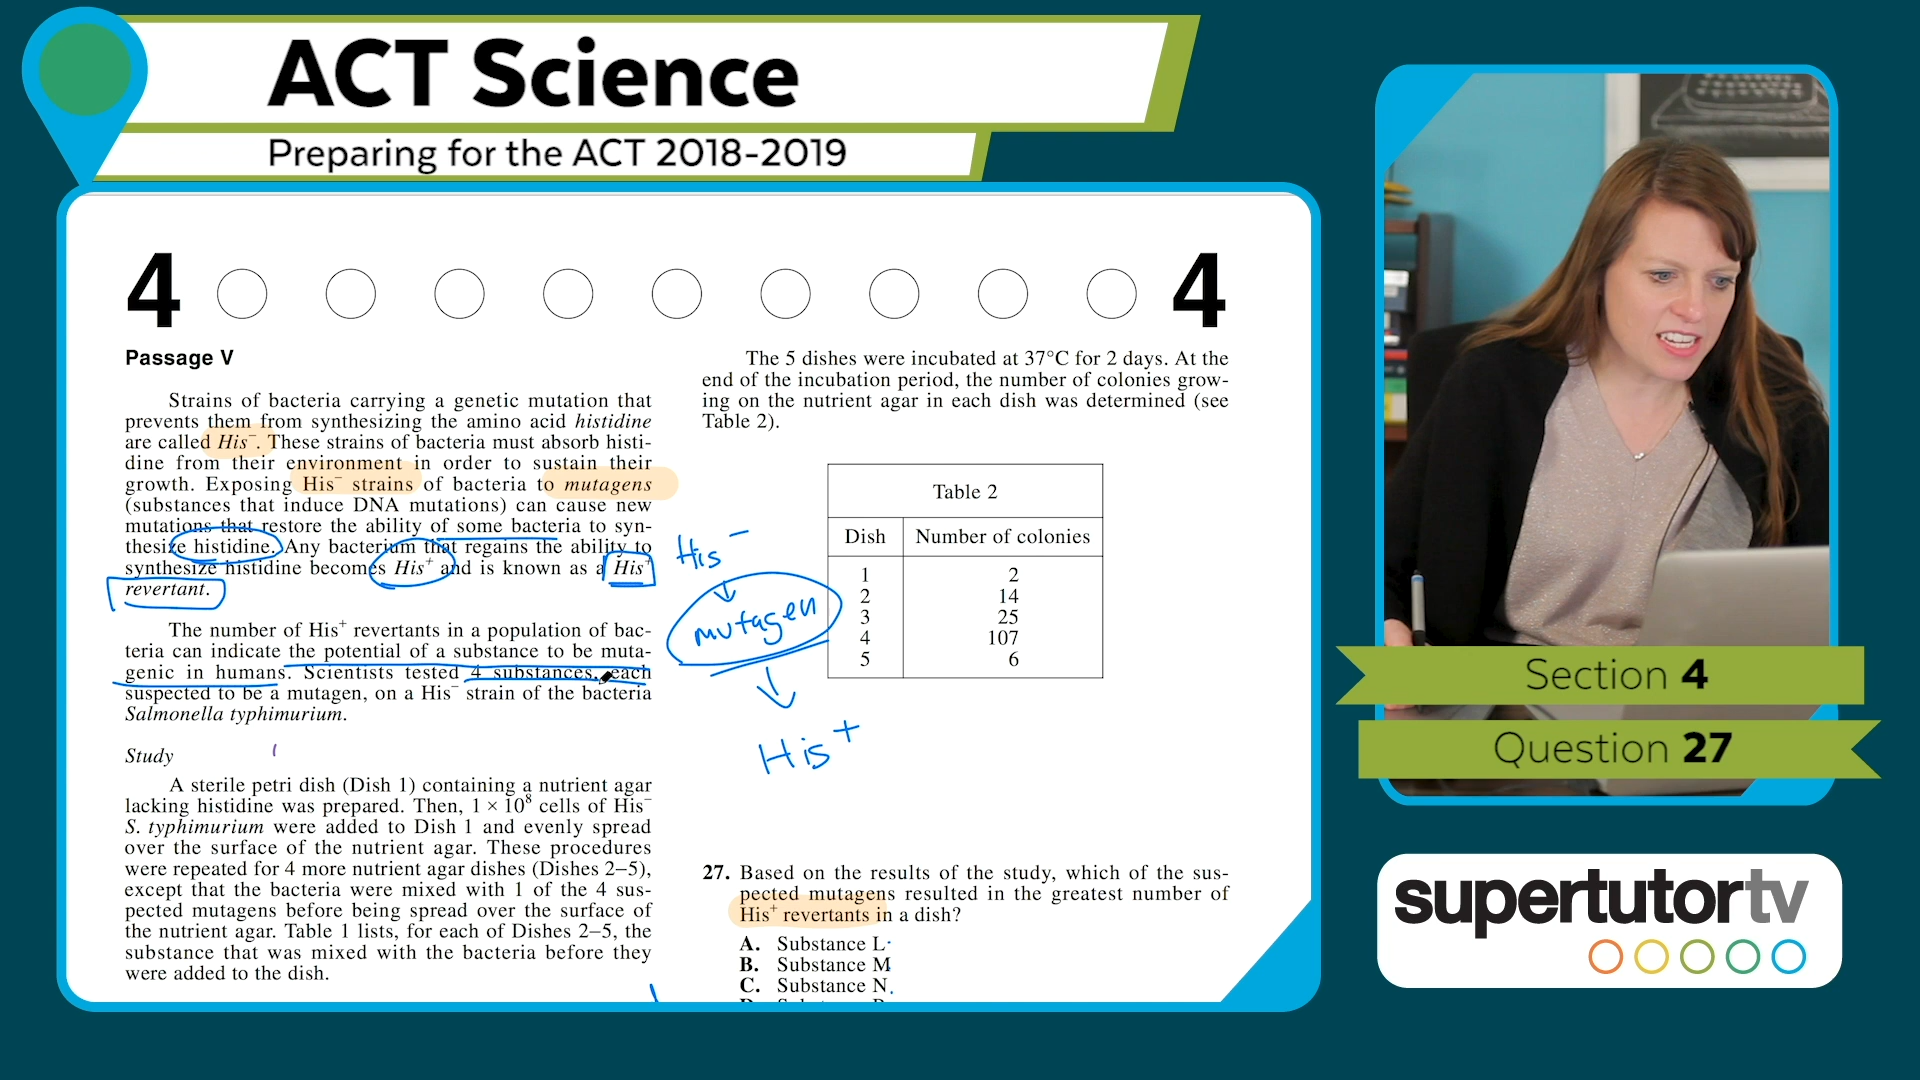 ACT Science
Preparing for the ACT 2018-2019
4 4
Passage V
Strains of bacteria carrying a genetic mutation that
prevents them from synthesizing the amino acid histidine
are called His⁻. These strains of bacteria must absorb histi-
dine from their environment in order to sustain their
growth. Exposing His⁻ strains of bacteria to mutagens
(substances that induce DNA mutations) can cause new
mutations that restore the ability of some bacteria to syn-
thesize histidine. Any bacterium that regains the ability to
synthesize histidine becomes His⁺ and is known as a His⁺
revertant.
The number of His⁺ revertants in a population of bac-
teria can indicate the potential of a substance to be muta-
genic in humans. Scientists tested 4 substances, each
suspected to be a mutagen, on a His⁻ strain of the bacteria
Salmonella typhimurium.
Study
A sterile petri dish (Dish 1) containing a nutrient agar
lacking histidine was prepared. Then, 1 × 10⁸ cells of His⁻
S. typhimurium were added to Dish 1 and evenly spread
over the surface of the nutrient agar. These procedures
were repeated for 4 more nutrient agar dishes (Dishes 2–5),
except that the bacteria were mixed with 1 of the 4 sus-
pected mutagens before being spread over the surface of
the nutrient agar. Table 1 lists, for each of Dishes 2–5, the
substance that was mixed with the bacteria before they
were added to the dish.
The 5 dishes were incubated at 37°C for 2 days. At the
end of the incubation period, the number of colonies grow-
ing on the nutrient agar in each dish was determined (see
Table 2).
Table 2
Dish Number of colonies
1 2
2 14
3 25
4 107
5 6
His⁻
mutagen
His⁺
27. Based on the results of the study, which of the sus-
pected mutagens resulted in the greatest number of
His⁺ revertants in a dish?
A. Substance L
B. Substance M
C. Substance N
Section 4
Question 27
supertutortv